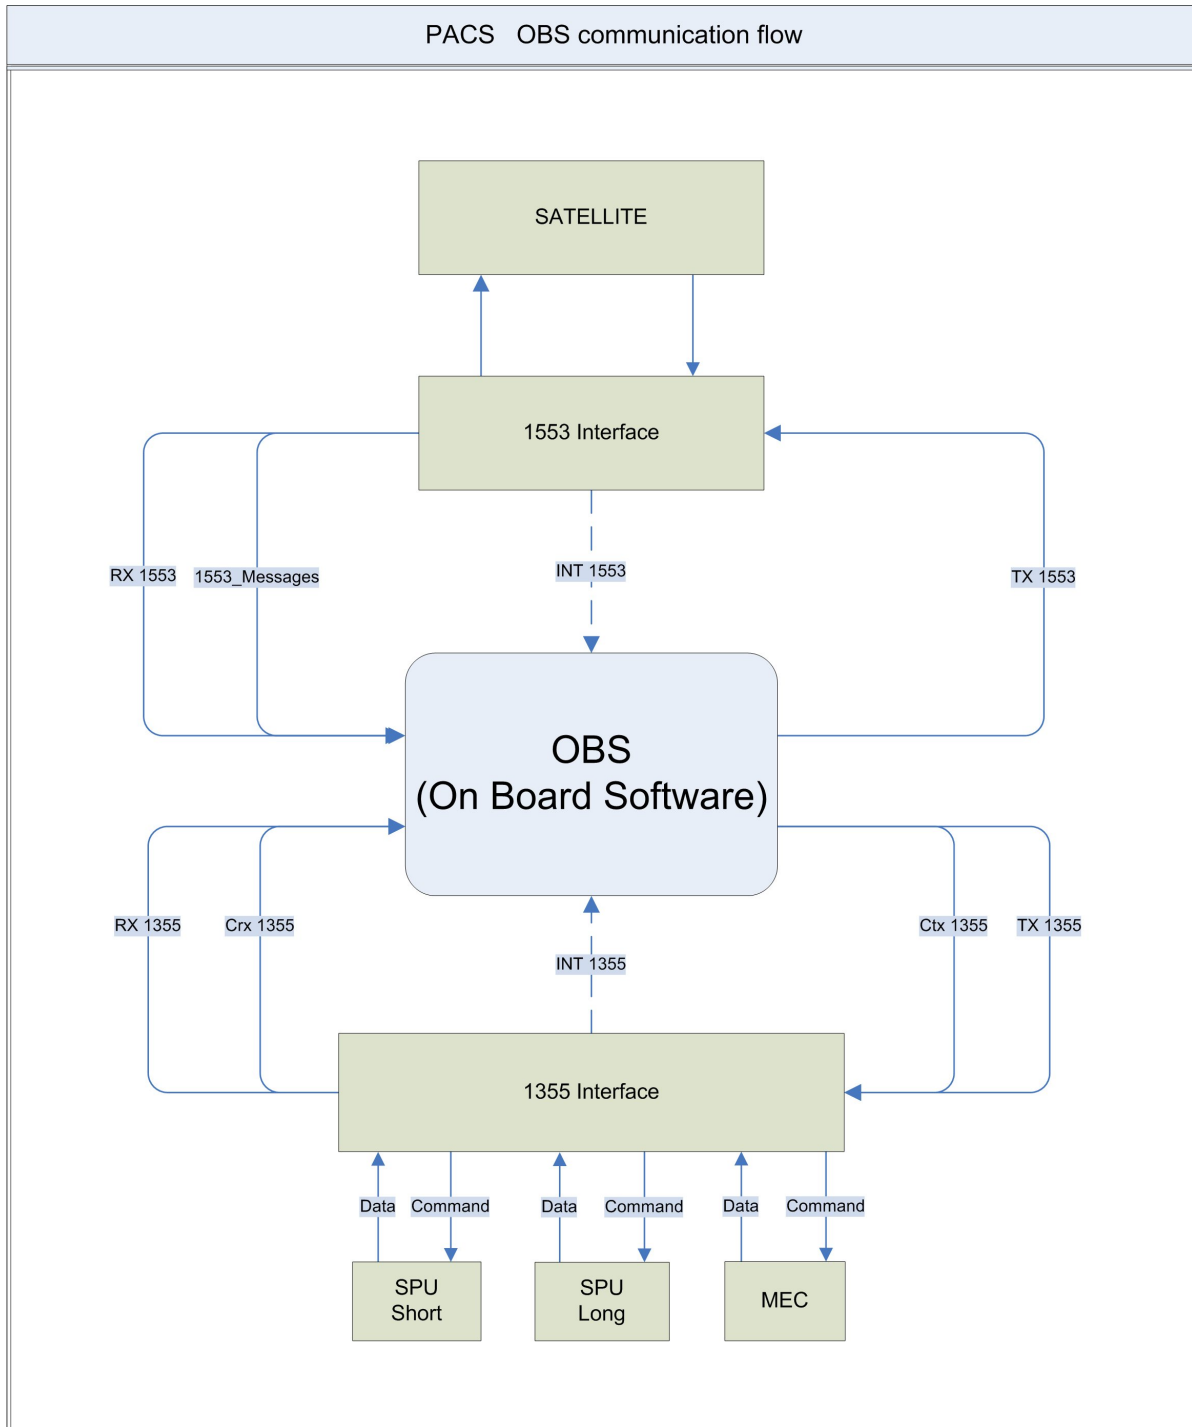 PACS   OBS communication flow
SATELLITE
1553 Interface
RX 1553
1553_Messages
INT 1553
TX 1553
OBS
(On Board Software)
RX 1355
Crx 1355
INT 1355
Ctx 1355
TX 1355
1355 Interface
Data
Command
Data
Command
Data
Command
SPU
Short
SPU
Long
MEC